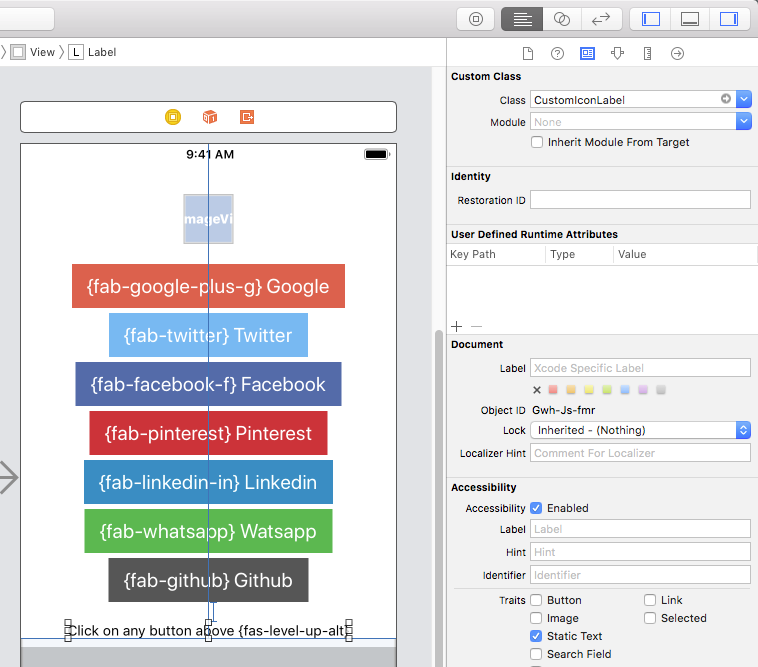 View
L Label
9:41 AM
mageVi
{fab-google-plus-g} Google
{fab-twitter} Twitter
{fab-facebook-f} Facebook
{fab-pinterest} Pinterest
{fab-linkedin-in} Linkedin
{fab-whatsapp} Watsapp
{fab-github} Github
Click on any button above {fas-level-up-alt}
Custom Class
Class CustomIconLabel
Module None
Inherit Module From Target
Identity
Restoration ID
User Defined Runtime Attributes
Key Path Type Value
Document
Label Xcode Specific Label
Object ID Gwh-Js-fmr
Lock Inherited - (Nothing)
Localizer Hint Comment For Localizer
Accessibility
Accessibility Enabled
Label Label
Hint Hint
Identifier Identifier
Traits Button Link
Image Selected
Static Text
Search Field